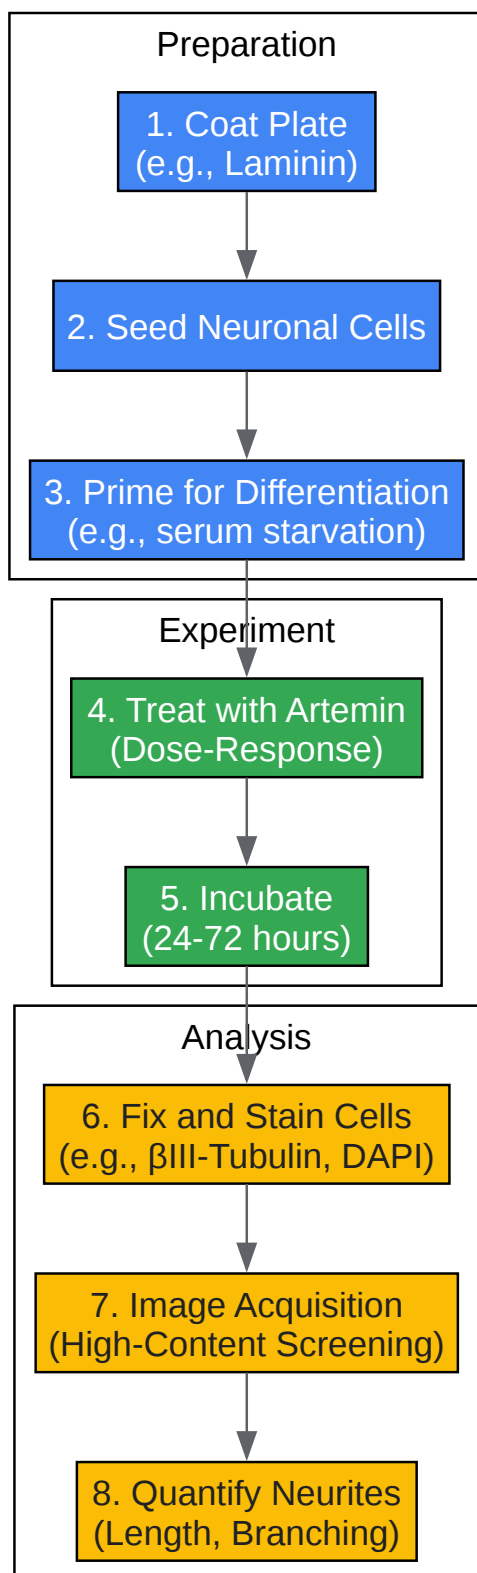 Preparation
1. Coat Plate
(e.g., Laminin)
2. Seed Neuronal Cells
3. Prime for Differentiation
(e.g., serum starvation)
Experiment
4. Treat with Artemin
(Dose-Response)
5. Incubate
(24-72 hours)
Analysis
6. Fix and Stain Cells
(e.g., βIII-Tubulin, DAPI)
7. Image Acquisition
(High-Content Screening)
8. Quantify Neurites
(Length, Branching)